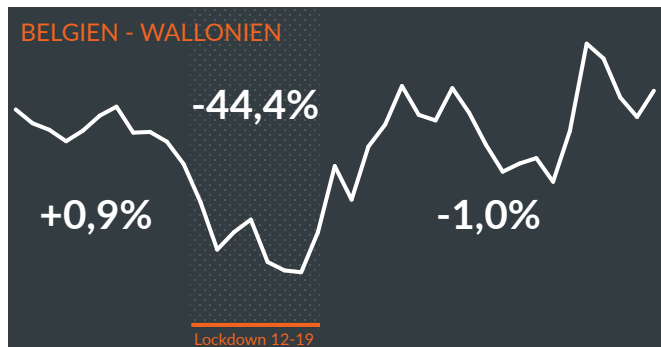 BELGIEN - WALLONIEN
-44,4%
+0,9%
-1,0%
Lockdown 12-19